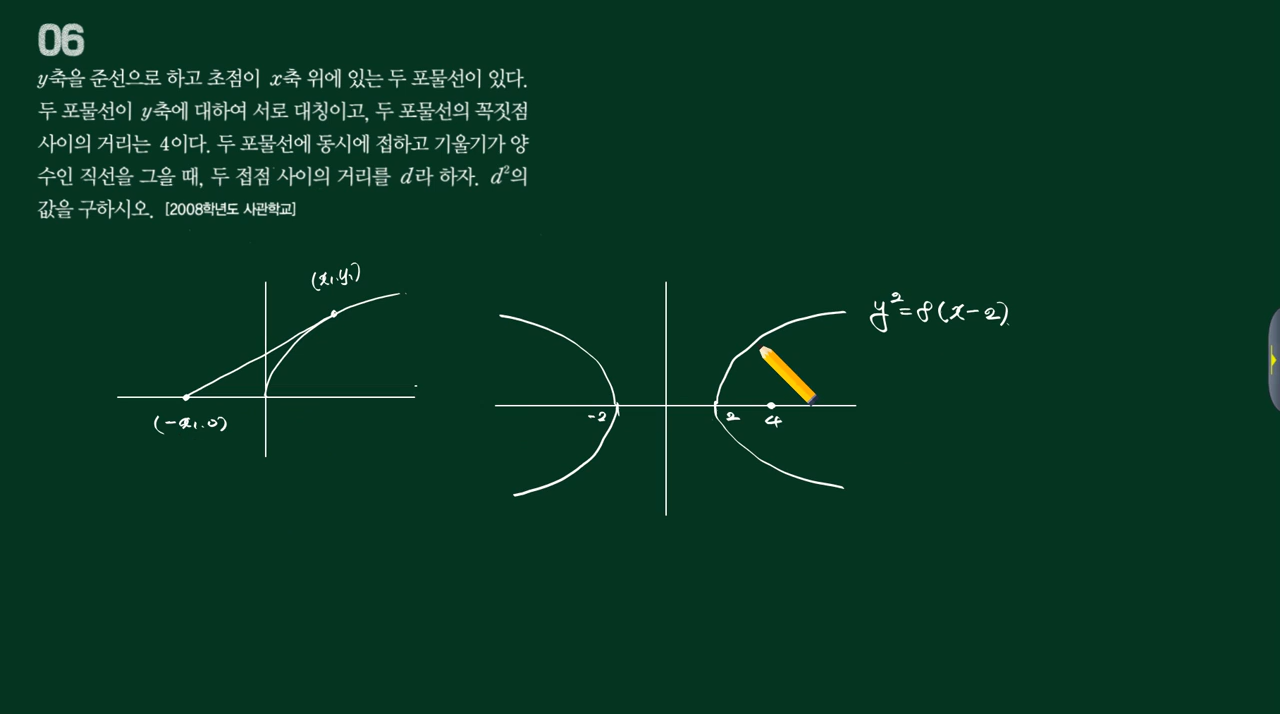 06
y축을 준선으로 하고 초점이 x축 위에 있는 두 포물선이 있다.
두 포물선이 y축에 대하여 서로 대칭이고, 두 포물선의 꼭짓점
사이의 거리는 4이다. 두 포물선에 동시에 접하고 기울기가 양
수인 직선을 그을 때, 두 접점 사이의 거리를 d라 하자. d²의
값을 구하시오. [2008학년도 사관학교]
(x₁, y₁)
(-x₁, 0)
y²=8(x-2)
-2
2
4